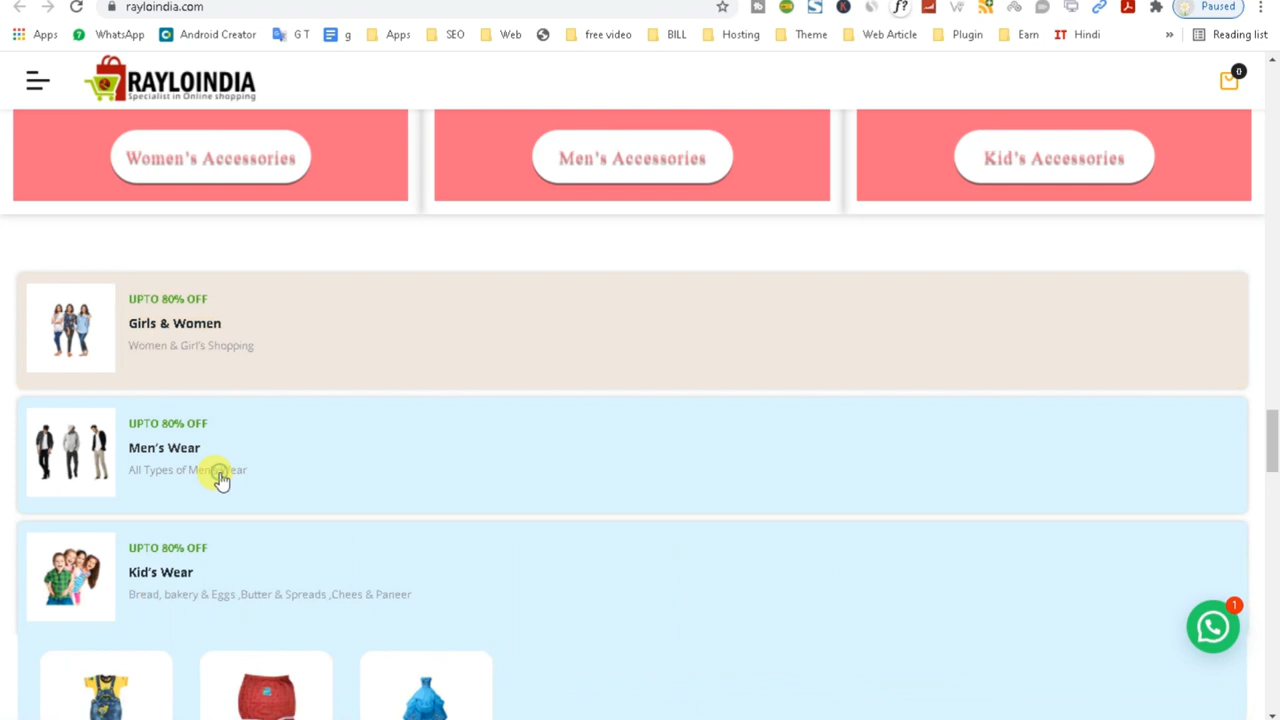 rayloindia.com
Paused
Apps WhatsApp Android Creator G T g Apps SEO Web free video BILL Hosting Theme Web Article Plugin Earn IT Hindi » Reading list
RAYLOINDIA
Specialist in Online shopping
0
Women's Accessories
Men's Accessories
Kid's Accessories
UPTO 80% OFF
Girls & Women
Women & Girl's Shopping
UPTO 80% OFF
Men's Wear
All Types of Men's Wear
UPTO 80% OFF
Kid's Wear
Bread, bakery & Eggs ,Butter & Spreads ,Chees & Paneer
1